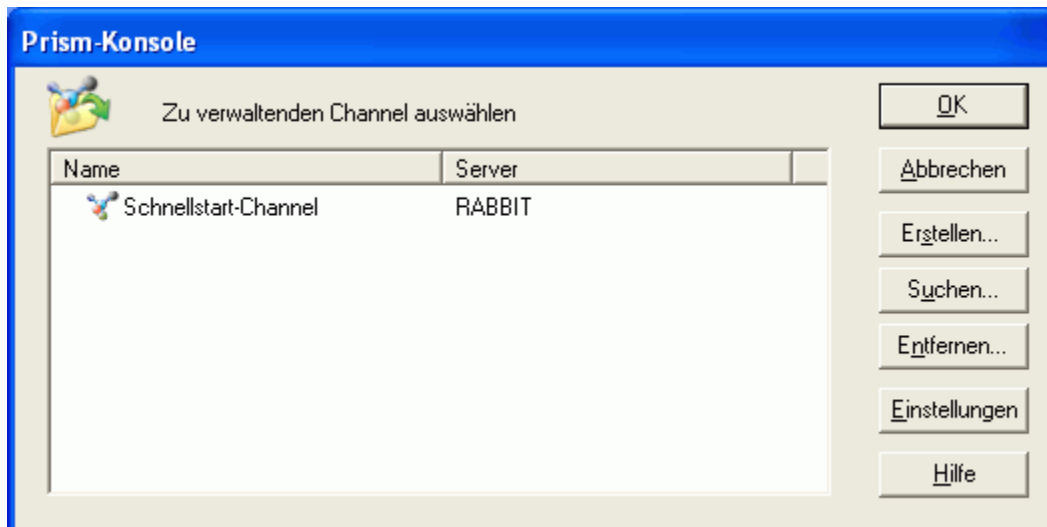 Prism-Konsole
Zu verwaltenden Channel auswählen
Name Server
Schnellstart-Channel RABBIT
OK
Abbrechen
Erstellen...
Suchen...
Entfernen...
Einstellungen
Hilfe